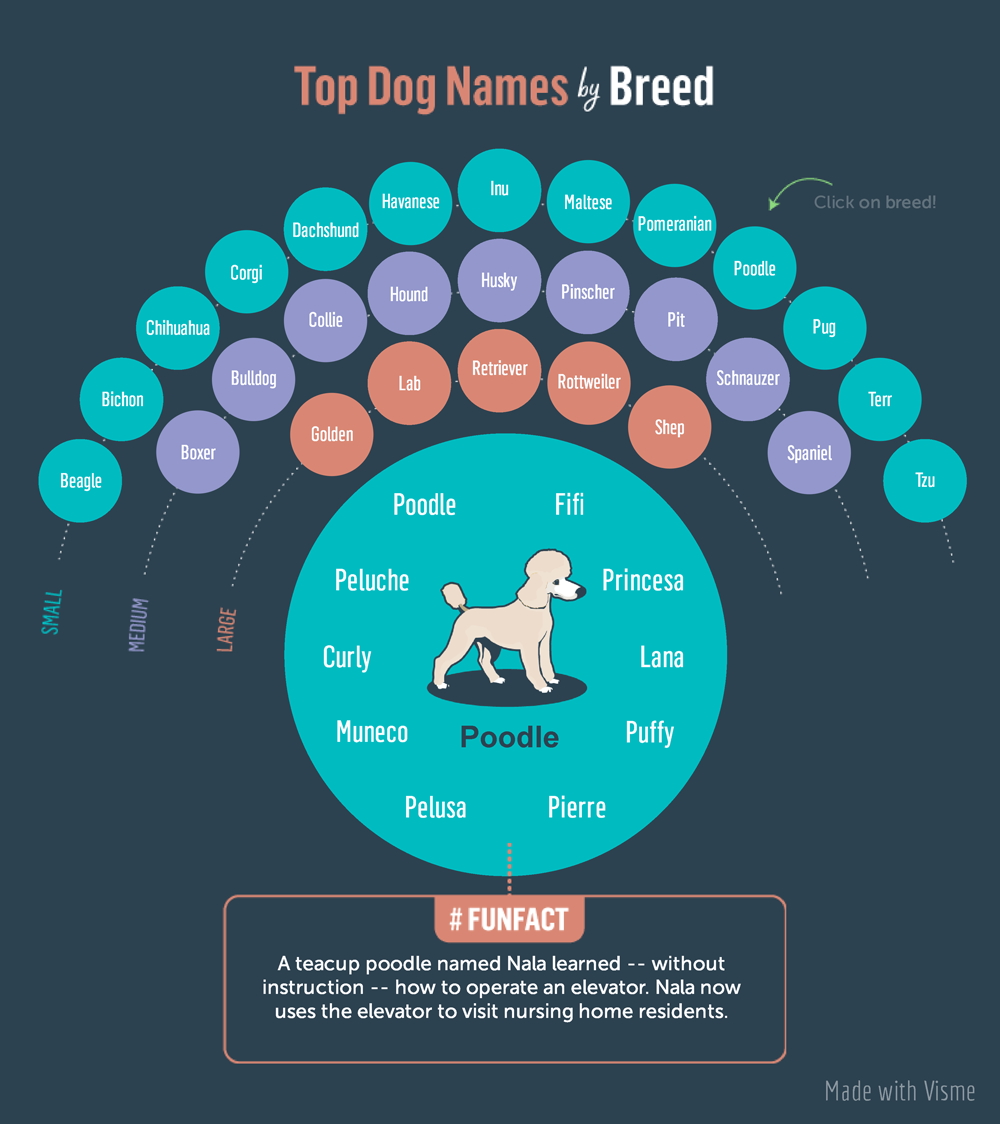 Top Dog Names by Breed
Click on breed!
Beagle
Bichon
Chihuahua
Corgi
Dachshund
Havanese
Inu
Maltese
Pomeranian
Poodle
Pug
Terr
Tzu
Boxer
Bulldog
Collie
Hound
Husky
Pinscher
Pit
Schnauzer
Spaniel
Golden
Lab
Retriever
Rottweiler
Shep
SMALL
MEDIUM
LARGE
Poodle
Fifi
Peluche
Princesa
Curly
Lana
Muneco
Poodle
Puffy
Pelusa
Pierre
# FUNFACT
A teacup poodle named Nala learned -- without
instruction -- how to operate an elevator. Nala now
uses the elevator to visit nursing home residents.
Made with Visme